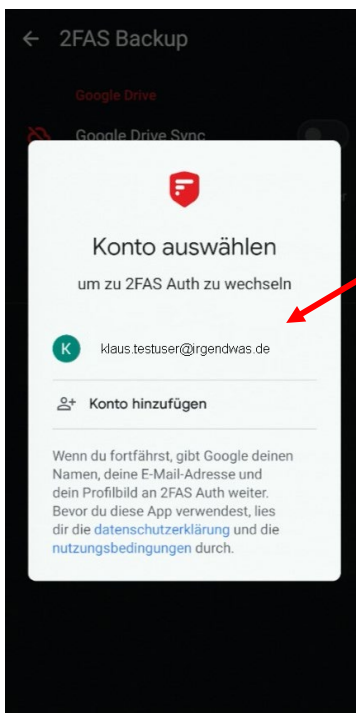 2FAS Backup
Google Drive
Google Drive Sync
Konto auswählen
um zu 2FAS Auth zu wechseln
K klaus.testuser@irgendwas.de
Konto hinzufügen
Wenn du fortfährst, gibt Google deinen
Namen, deine E-Mail-Adresse und
dein Profilbild an 2FAS Auth weiter.
Bevor du diese App verwendest, lies
dir die datenschutzerklärung und die
nutzungsbedingungen durch.